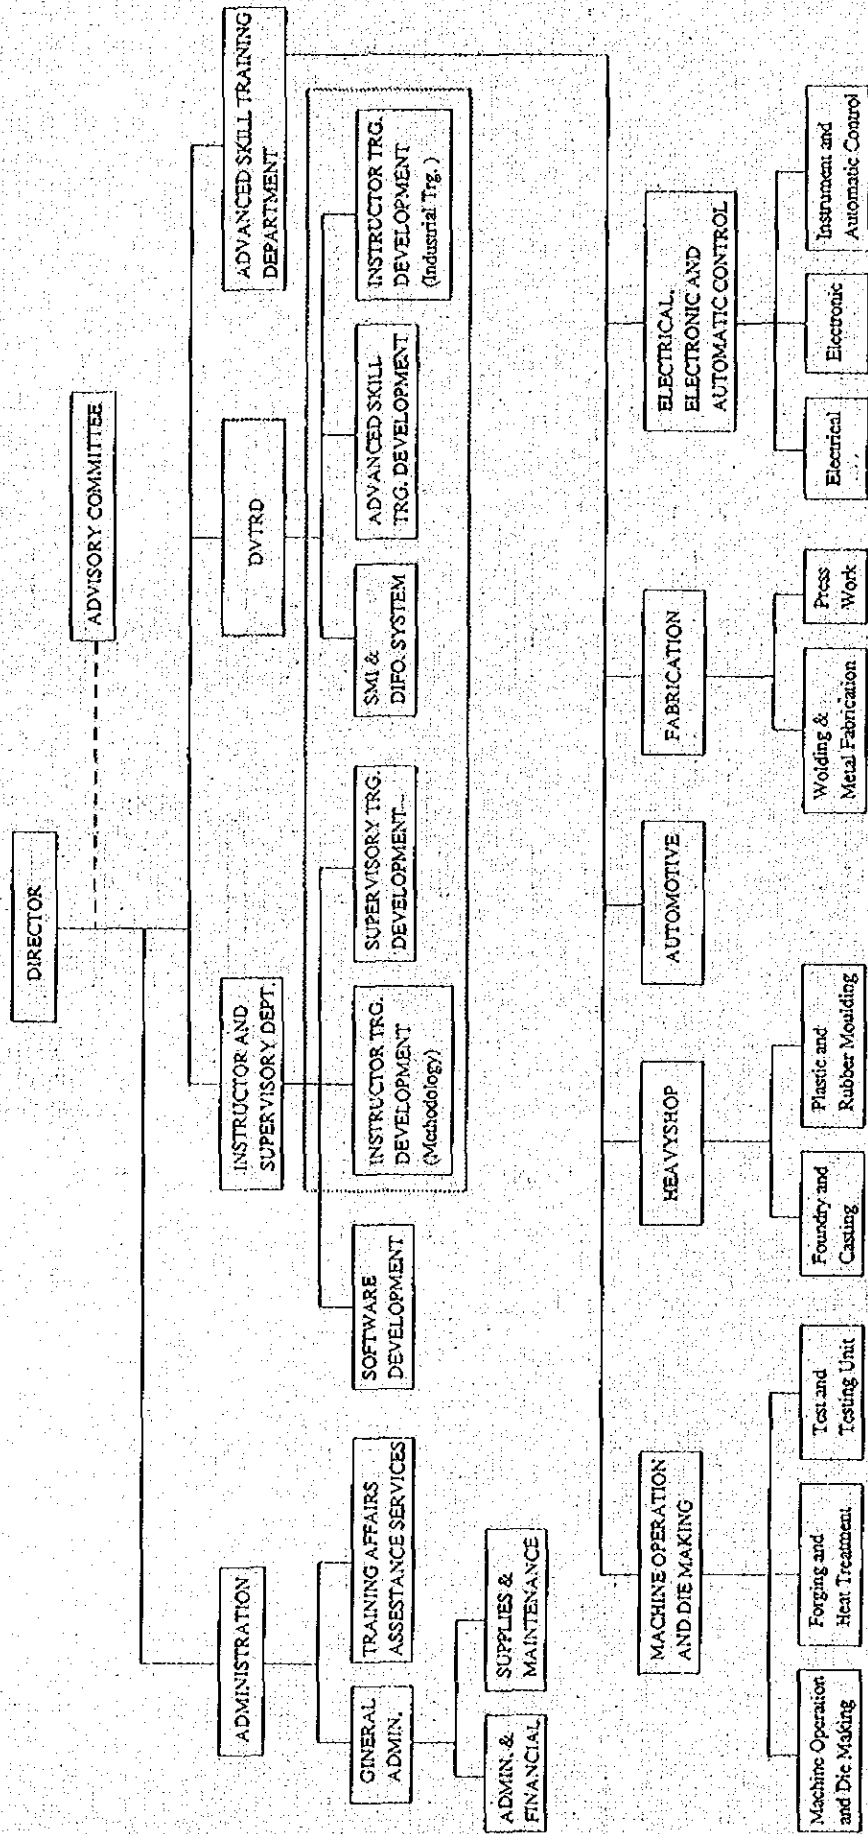 DIRECTOR
ADVISORY COMMITTEE
ADMINISTRATION
INSTRUCTOR AND
SUPERVISORY DEPT.
DVTRD
ADVANCED SKILL TRAINING
DEPARTMENT
GINERAL
ADMIN.
TRAINING AFFAIRS
ASSESTANCE SERVICES
SOFTWARE
DEVELOPMENT
INSTRUCTOR TRG.
DEVELOPMENT
(Methodology)
SUPERVISORY TRG.
DEVELOPMENT
SMI &
DIFO. SYSTEM
ADVANCED SKILL
TRG. DEVELOPMENT
INSTRUCTOR TRG.
DEVELOPMENT
(Industrial Trg. )
ADMIN. &
FINANCIAL
SUPPLIES &
MAINTENANCE
MACHINE OPERATION
AND DIE MAKING
HEAVYSHOP
AUTOMOTIVE
FABRICATION
ELECTRICAL,
ELECTRONIC AND
AUTOMATIC CONTROL
Machine Operation
and Die Making
Forging and
Heat Treatment
Test and
Testing Unit
Foundry and
Casting
Plastic and
Rubber Moulding
Wolding &
Metal Fabrication
Press
Work
Electrical
Electronic
Instrument and
Automatic Control